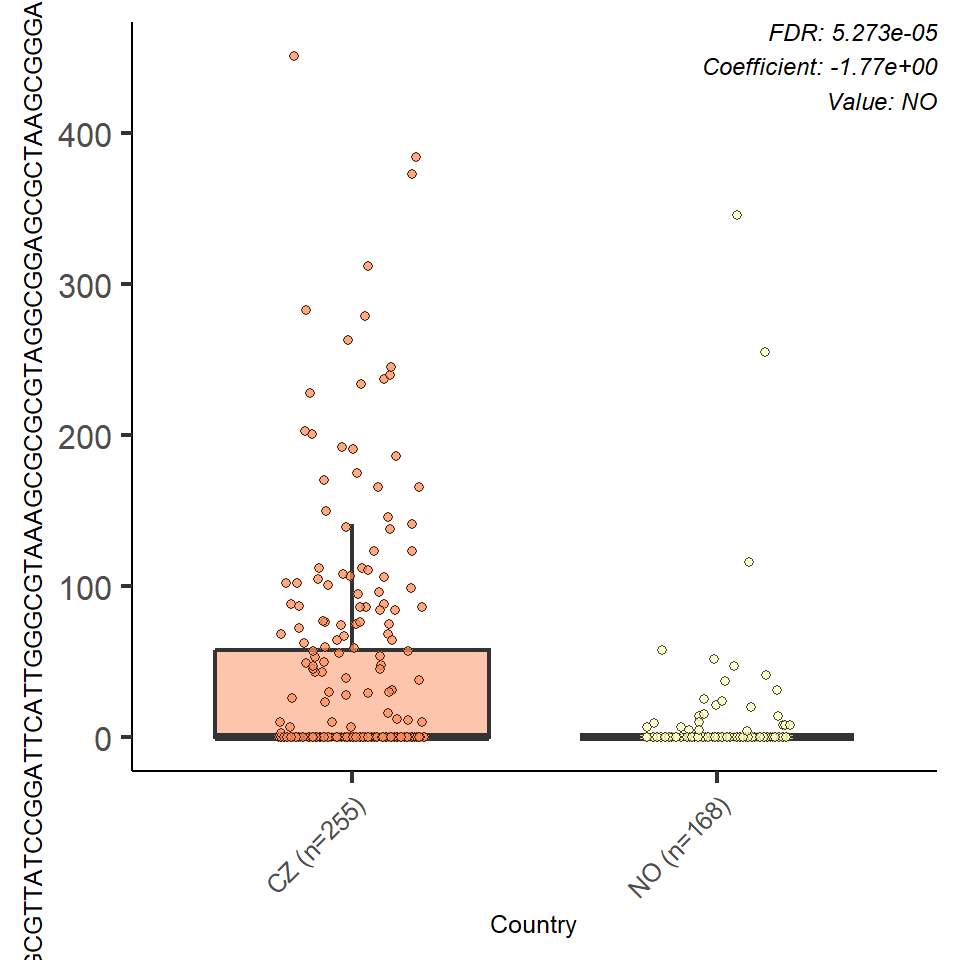 GCGTTATCCGGATTCATTGGGCGTAAAGCGCGCGTAGGCGGAGCGCTAAGCGGGA
FDR: 5.273e-05
Coefficient: -1.77e+00
Value: NO
400
300
200
100
0
CZ (n=255)
NO (n=168)
Country